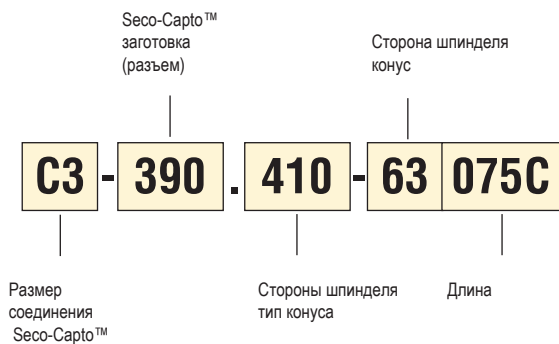 Seco-Capto™
заготовка
(разъем)
Сторона шпинделя
конус
C3 - 390 . 410 - 63 075C
Размер
соединения
Seco-Capto™
Стороны шпинделя
тип конуса
Длина